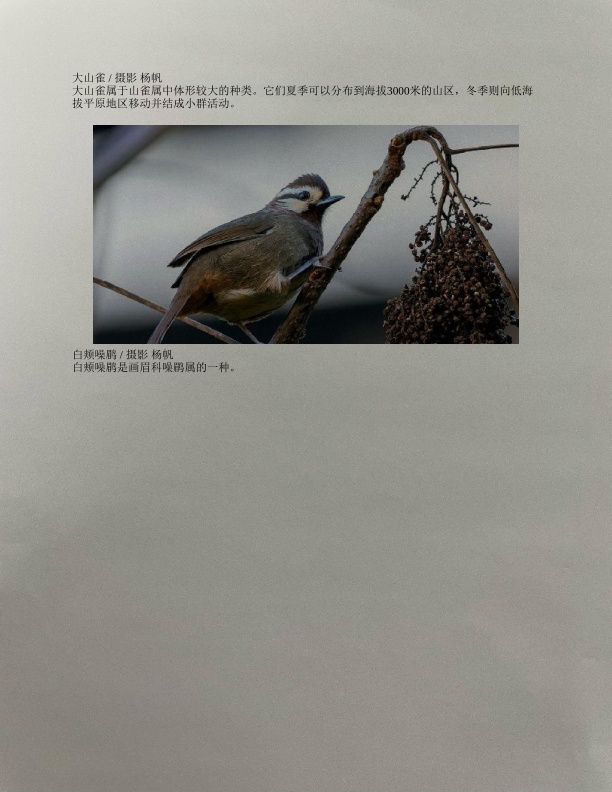 大山雀 / 摄影 杨帆
大山雀属于山雀属中体形较大的种类。它们夏季可以分布到海拔3000米的山区，冬季则向低海
拔平原地区移动并结成小群活动。
白颊噪鹛 / 摄影 杨帆
白颊噪鹛是画眉科噪鹛属的一种。